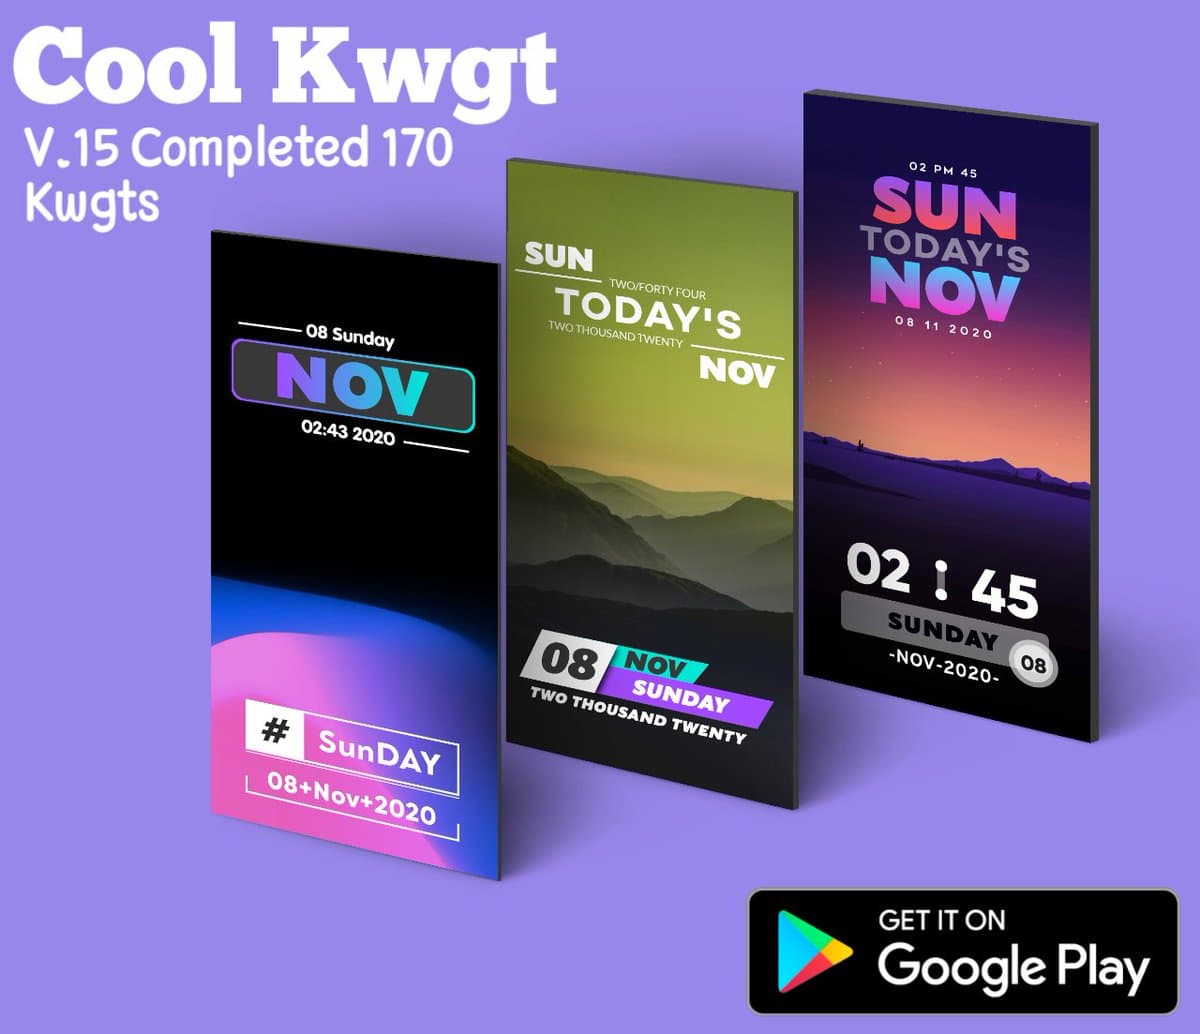 Cool Kwgt
V.15 Completed 170
Kwgts
08 Sunday
NOV
02:43 2020
# SunDAY
08+Nov+2020
SUN
TWO/FORTY FOUR
TODAY'S
TWO THOUSAND TWENTY
NOV
08 NOV
SUNDAY
TWO THOUSAND TWENTY
02 PM 45
SUN
TODAY'S
NOV
08 11 2020
02 : 45
SUNDAY
08
-NOV-2020-
GET IT ON
Google Play